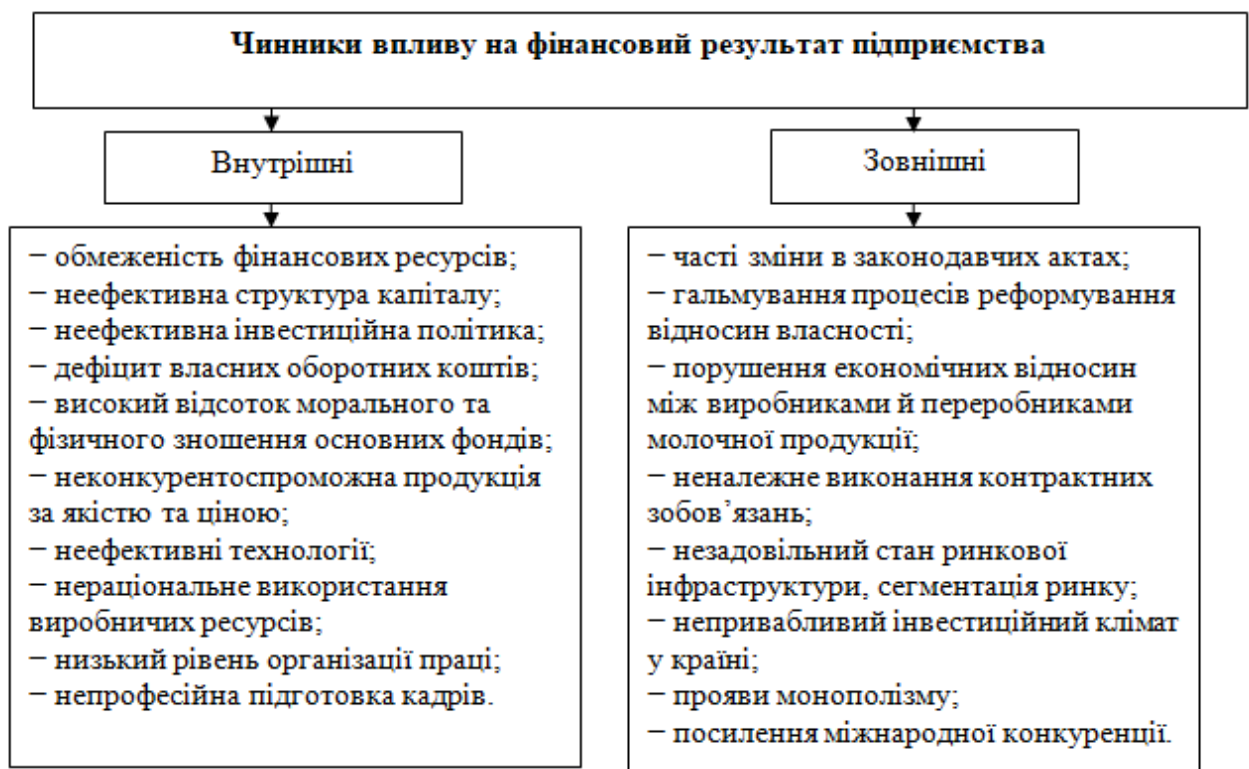 Чинники впливу на фінансовий результат підприємства
Внутрішні
Зовнішні
− обмеженість фінансових ресурсів;
− неефективна структура капіталу;
− неефективна інвестиційна політика;
− дефіцит власних оборотних коштів;
− високий відсоток морального та
фізичного зношення основних фондів;
− неконкурентоспроможна продукція
за якістю та ціною;
− неефективні технології;
− нераціональне використання
виробничих ресурсів;
− низький рівень організації праці;
− непрофесійна підготовка кадрів.
− часті зміни в законодавчих актах;
− гальмування процесів реформування
відносин власності;
− порушення економічних відносин
між виробниками й переробниками
молочної продукції;
− неналежне виконання контрактних
зобов’язань;
− незадовільний стан ринкової
інфраструктури, сегментація ринку;
− непривабливий інвестиційний клімат
у країні;
− прояви монополізму;
− посилення міжнародної конкуренції.